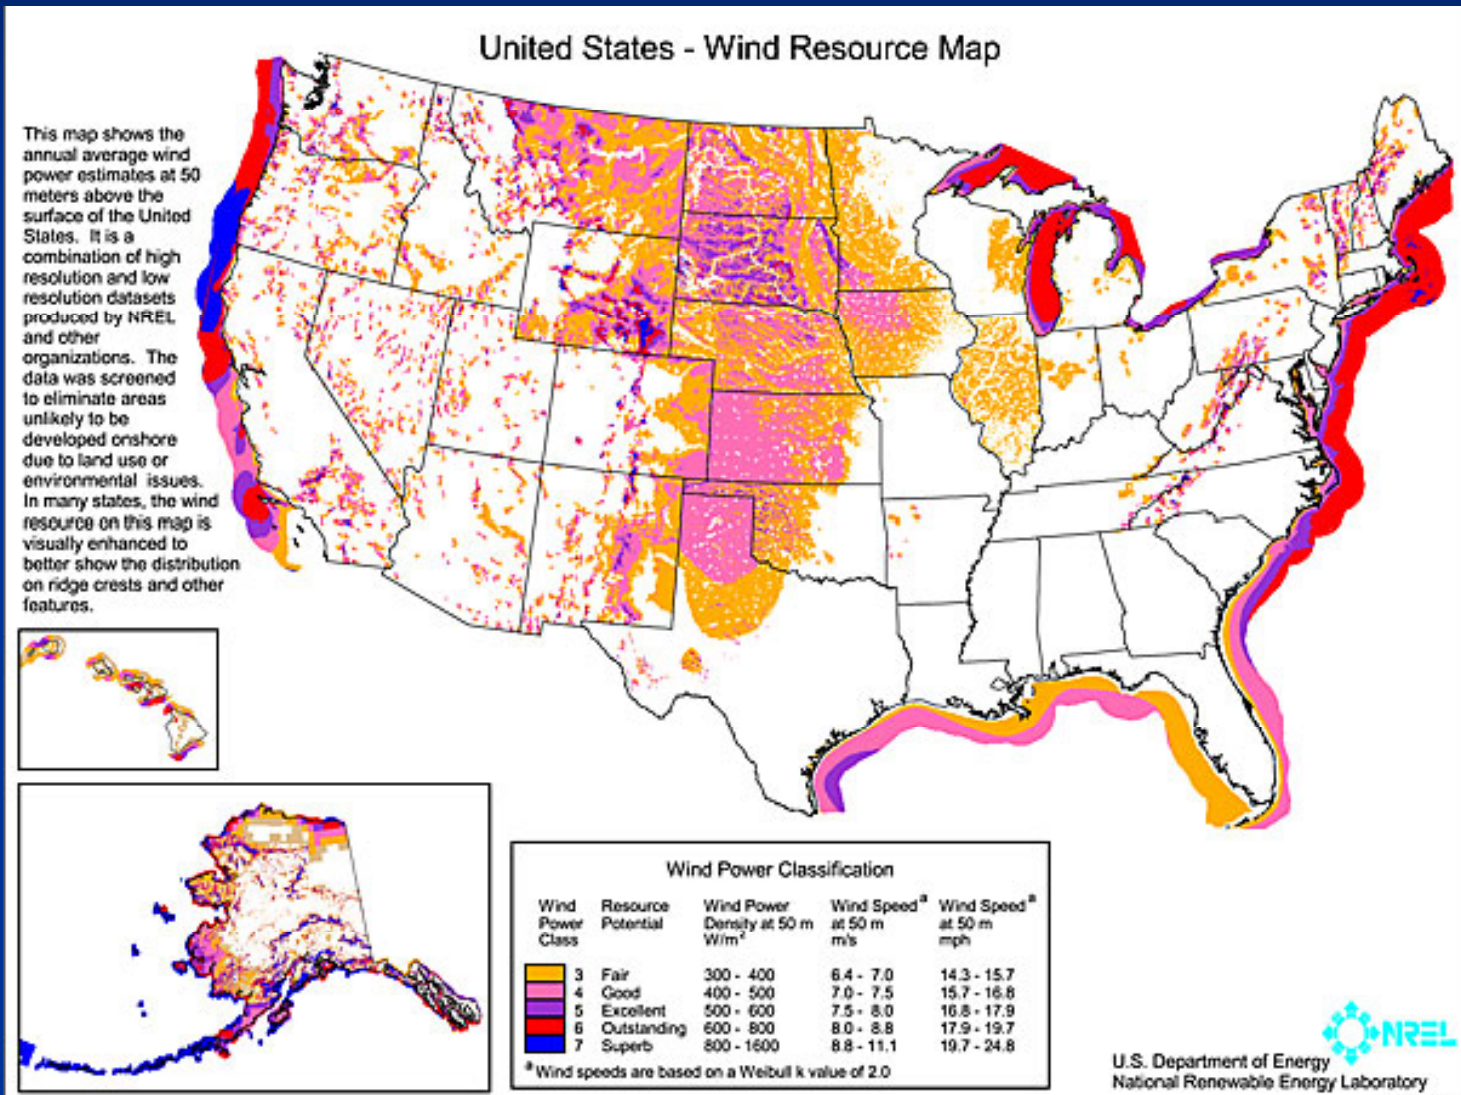 United States - Wind Resource Map
This map shows the
annual average wind
power estimates at 50
meters above the
surface of the United
States. It is a
combination of high
resolution and low
resolution datasets
produced by NREL
and other
organizations. The
data was screened
to eliminate areas
unlikely to be
developed onshore
due to land use or
environmental issues.
In many states, the wind
resource on this map is
visually enhanced to
better show the distribution
on ridge crests and other
features.
Wind Power Classification
Wind Resource Wind Power Wind Speed a Wind Speed a
Power Potential Density at 50 m at 50 m at 50 m
Class W/m² m/s mph
3 Fair 300 - 400 6.4 - 7.0 14.3 - 15.7
4 Good 400 - 500 7.0 - 7.5 15.7 - 16.8
5 Excellent 500 - 600 7.5 - 8.0 16.8 - 17.9
6 Outstanding 600 - 800 8.0 - 8.8 17.9 - 19.7
7 Superb 800 - 1600 8.8 - 11.1 19.7 - 24.8
a Wind speeds are based on a Weibull k value of 2.0
NREL
U.S. Department of Energy
National Renewable Energy Laboratory